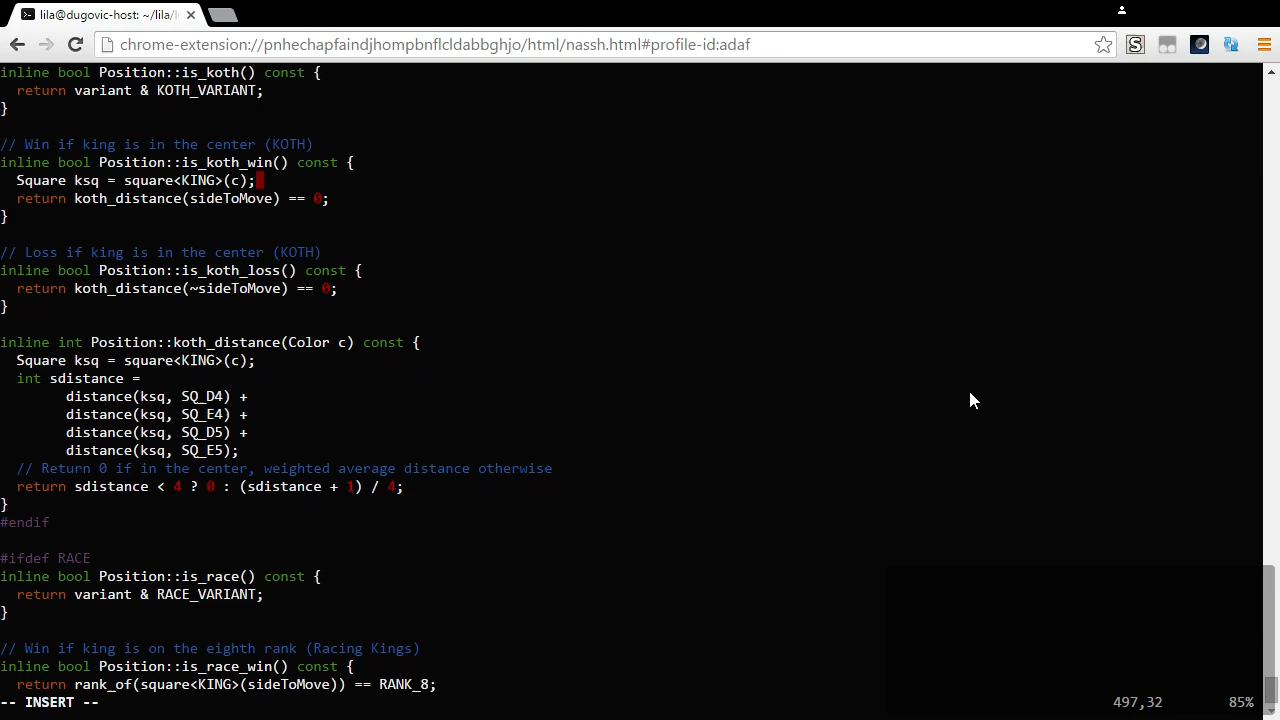 lila@dugovic-host: ~/lila/l
chrome-extension://pnhechapfaindjhompbnflcldabbghjo/html/nassh.html#profile-id:adaf
inline bool Position::is_koth() const {
  return variant & KOTH_VARIANT;
}
// Win if king is in the center (KOTH)
inline bool Position::is_koth_win() const {
  Square ksq = square<KING>(c);
  return koth_distance(sideToMove) == 0;
}
// Loss if king is in the center (KOTH)
inline bool Position::is_koth_loss() const {
  return koth_distance(~sideToMove) == 0;
}
inline int Position::koth_distance(Color c) const {
  Square ksq = square<KING>(c);
  int sdistance =
        distance(ksq, SQ_D4) +
        distance(ksq, SQ_E4) +
        distance(ksq, SQ_D5) +
        distance(ksq, SQ_E5);
  // Return 0 if in the center, weighted average distance otherwise
  return sdistance < 4 ? 0 : (sdistance + 1) / 4;
}
#endif
#ifdef RACE
inline bool Position::is_race() const {
  return variant & RACE_VARIANT;
}
// Win if king is on the eighth rank (Racing Kings)
inline bool Position::is_race_win() const {
  return rank_of(square<KING>(sideToMove)) == RANK_8;
-- INSERT -- 497,32 85%